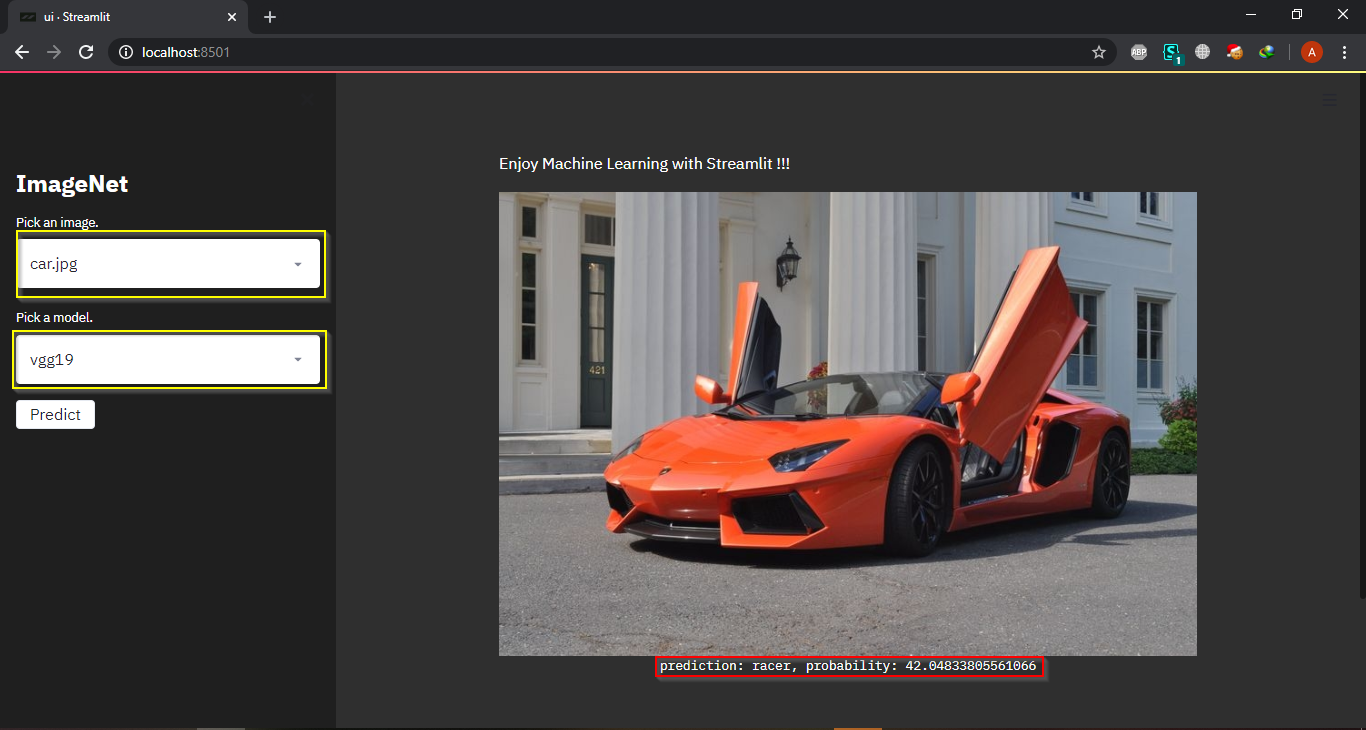 ui · Streamlit
localhost:8501
ABP
1
A
ImageNet
Pick an image.
car.jpg
Pick a model.
vgg19
Predict
Enjoy Machine Learning with Streamlit !!!
421
prediction: racer, probability: 42.04833805561066